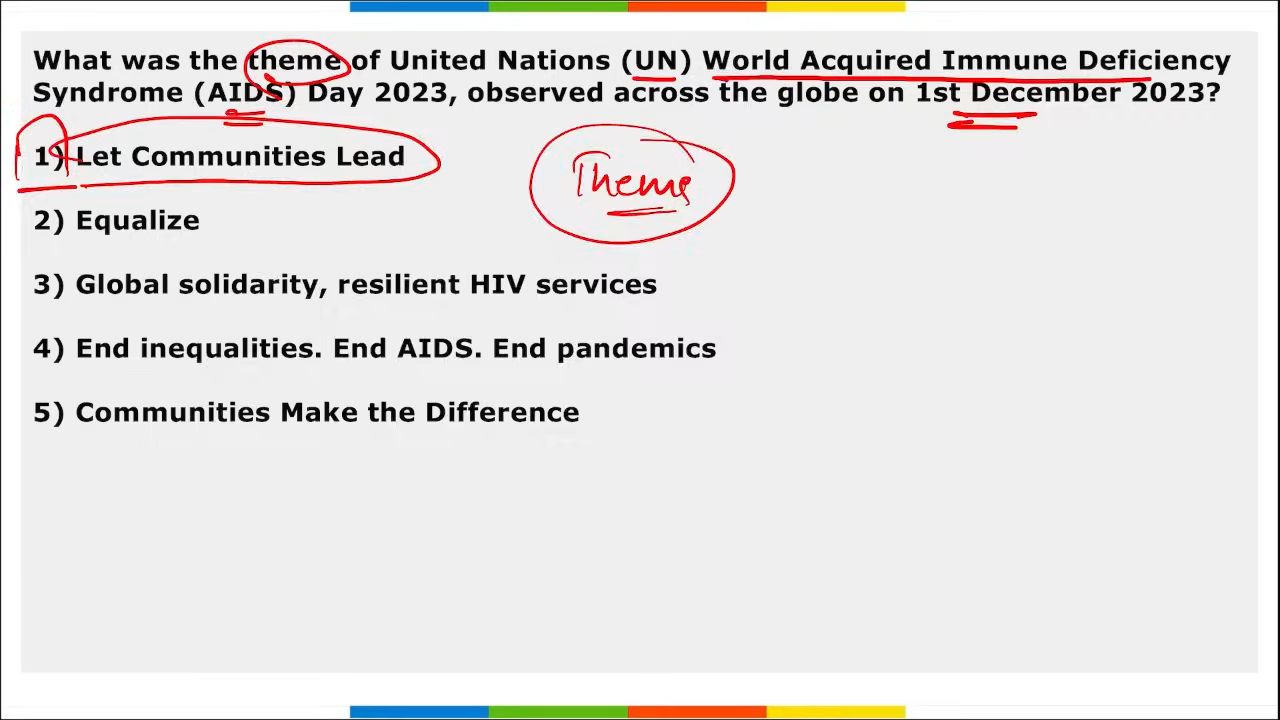 What was the theme of United Nations (UN) World Acquired Immune Deficiency
Syndrome (AIDS) Day 2023, observed across the globe on 1st December 2023?
1) Let Communities Lead
Theme
2) Equalize
3) Global solidarity, resilient HIV services
4) End inequalities. End AIDS. End pandemics
5) Communities Make the Difference